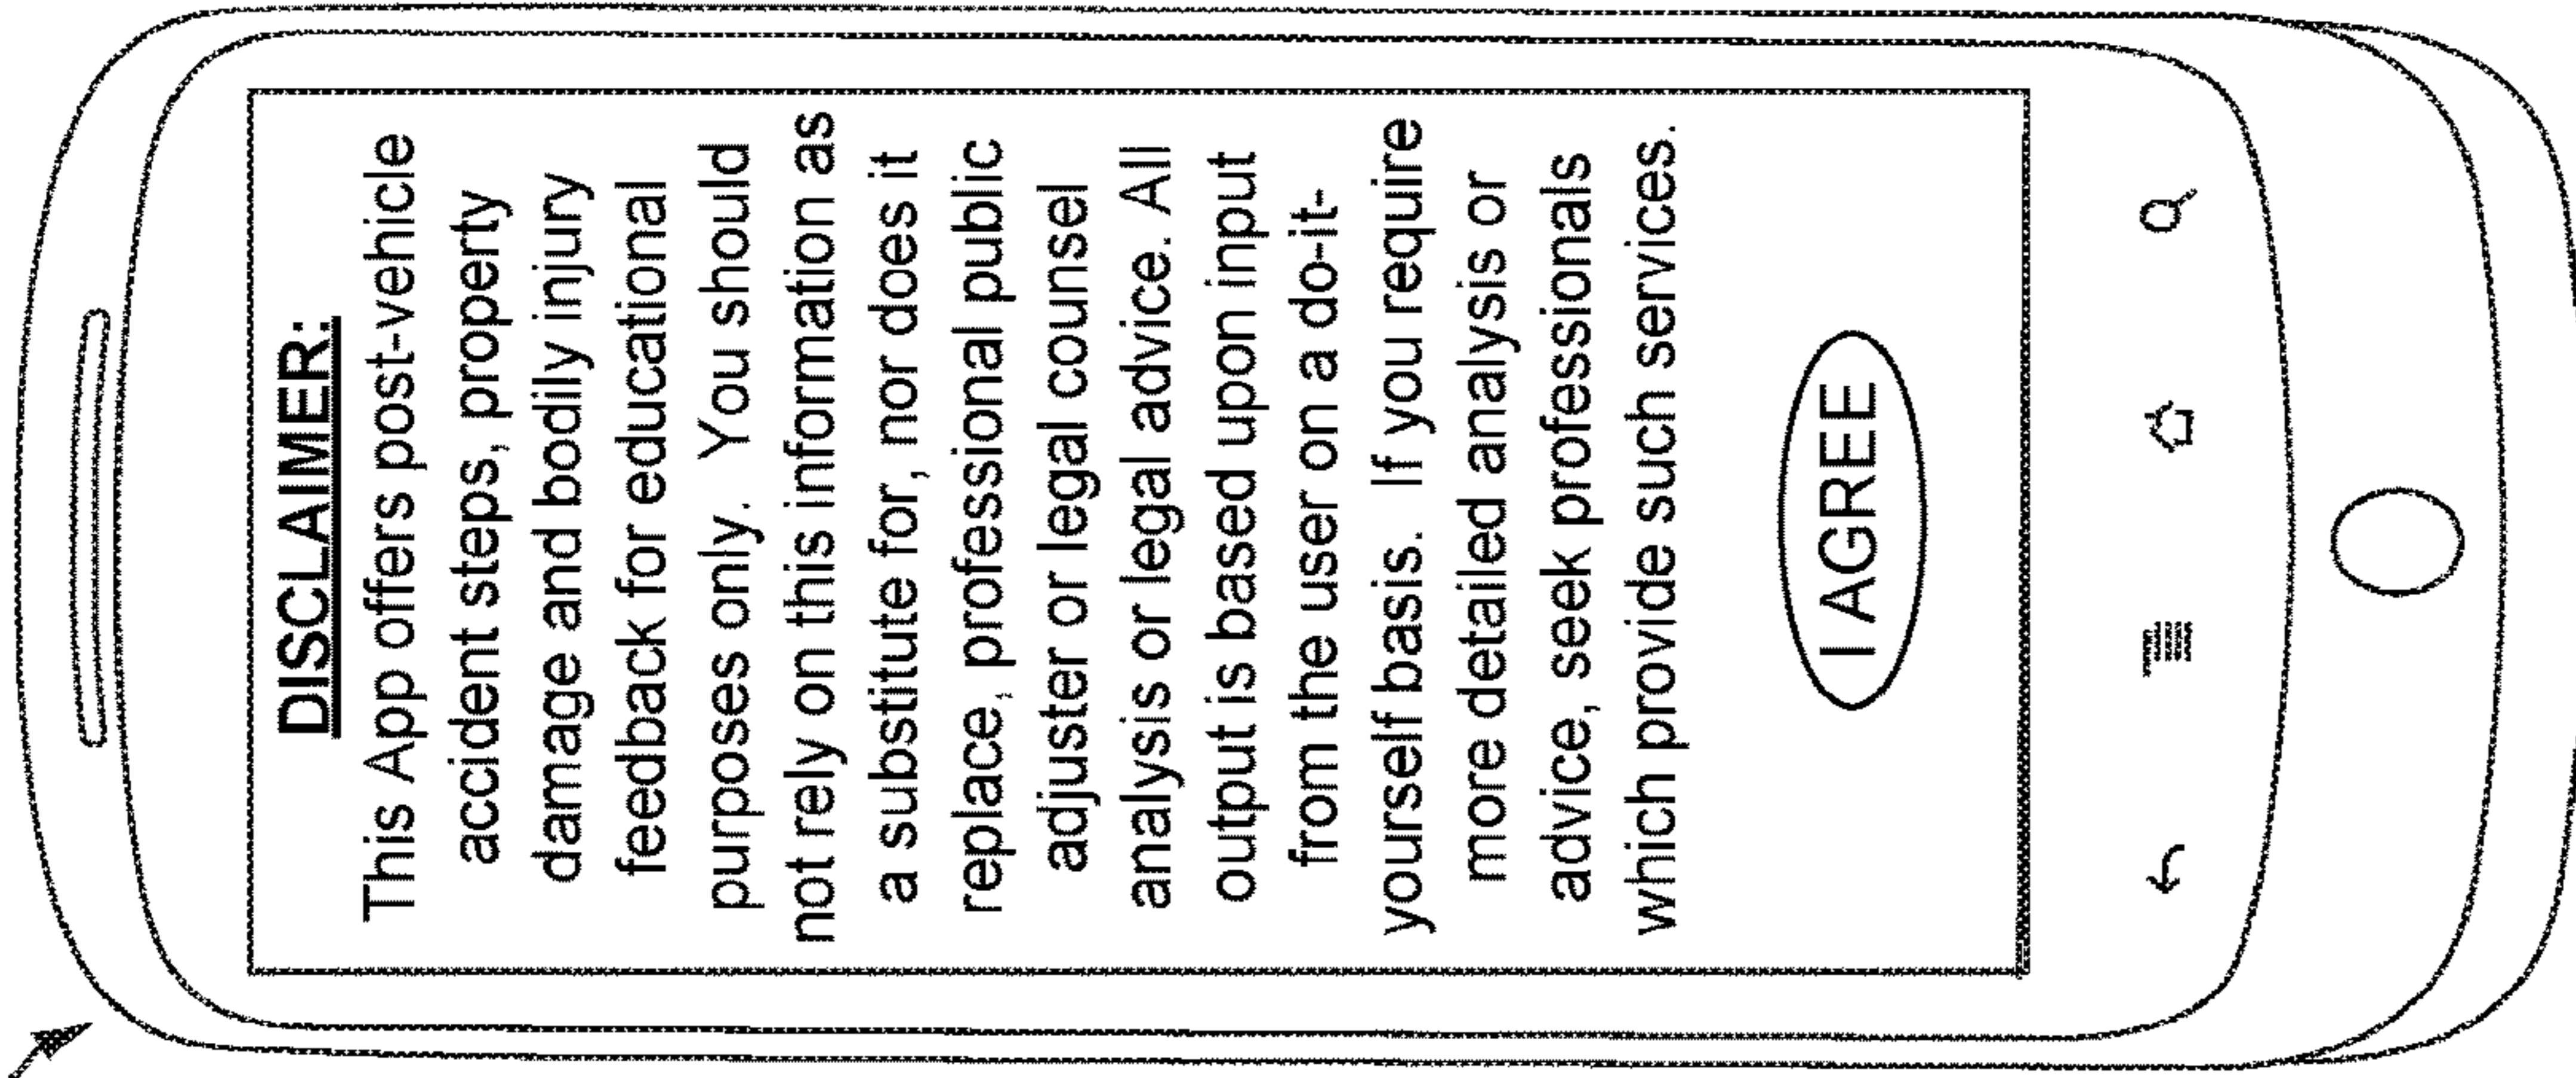 DISCLAIMER:
This App offers post-vehicle
accident steps, property
damage and bodily injury
feedback for educational
purposes only. You should
not rely on this information as
a substitute for, nor does it
replace, professional public
adjuster or legal counsel
analysis or legal advice. All
output is based upon input
from the user on a do-it-
yourself basis. If you require
more detailed analysis or
advice, seek professionals
which provide such services.
I AGREE